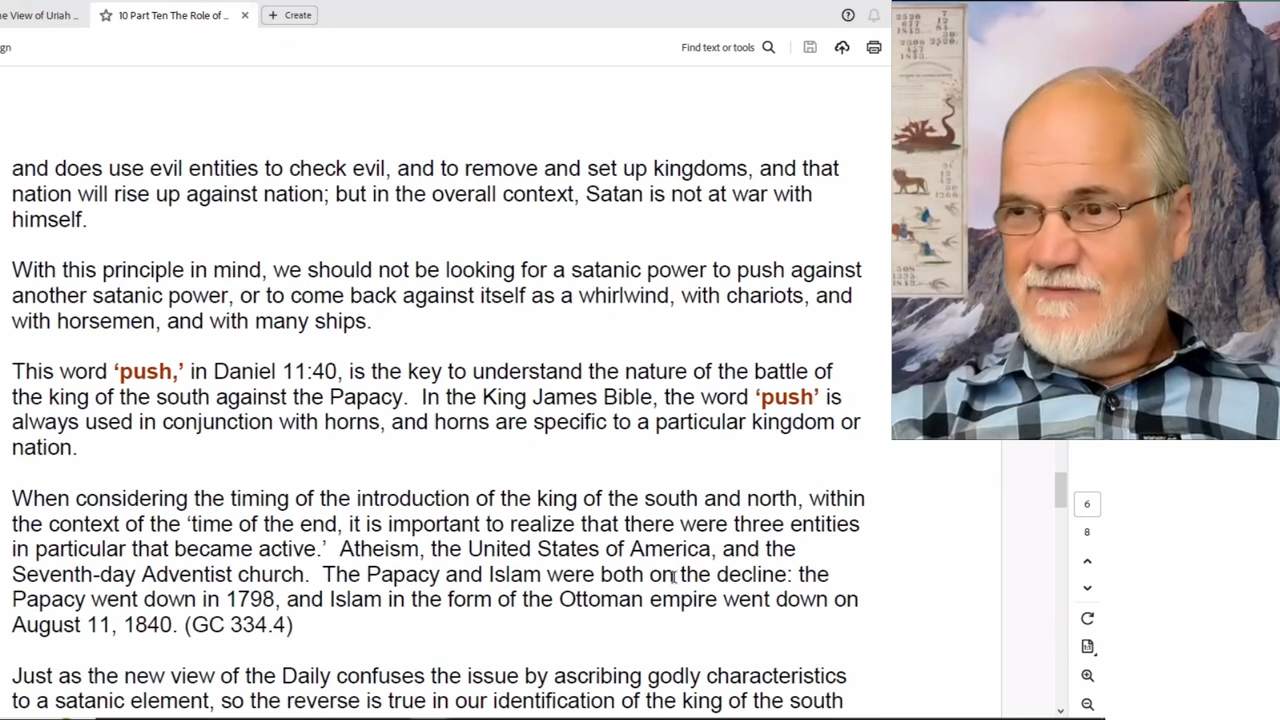 ne View of Uriah ...
10 Part Ten The Role of ...
Create
gn
Find text or tools
and does use evil entities to check evil, and to remove and set up kingdoms, and that
nation will rise up against nation; but in the overall context, Satan is not at war with
himself.
With this principle in mind, we should not be looking for a satanic power to push against
another satanic power, or to come back against itself as a whirlwind, with chariots, and
with horsemen, and with many ships.
This word ‘push,’ in Daniel 11:40, is the key to understand the nature of the battle of
the king of the south against the Papacy.  In the King James Bible, the word ‘push’ is
always used in conjunction with horns, and horns are specific to a particular kingdom or
nation.
When considering the timing of the introduction of the king of the south and north, within
the context of the ‘time of the end, it is important to realize that there were three entities
in particular that became active.’  Atheism, the United States of America, and the
Seventh-day Adventist church.  The Papacy and Islam were both on the decline: the
Papacy went down in 1798, and Islam in the form of the Ottoman empire went down on
August 11, 1840. (GC 334.4)
Just as the new view of the Daily confuses the issue by ascribing godly characteristics
to a satanic element, so the reverse is true in our identification of the king of the south
6
8
2520
677
1843
2300
457
1843